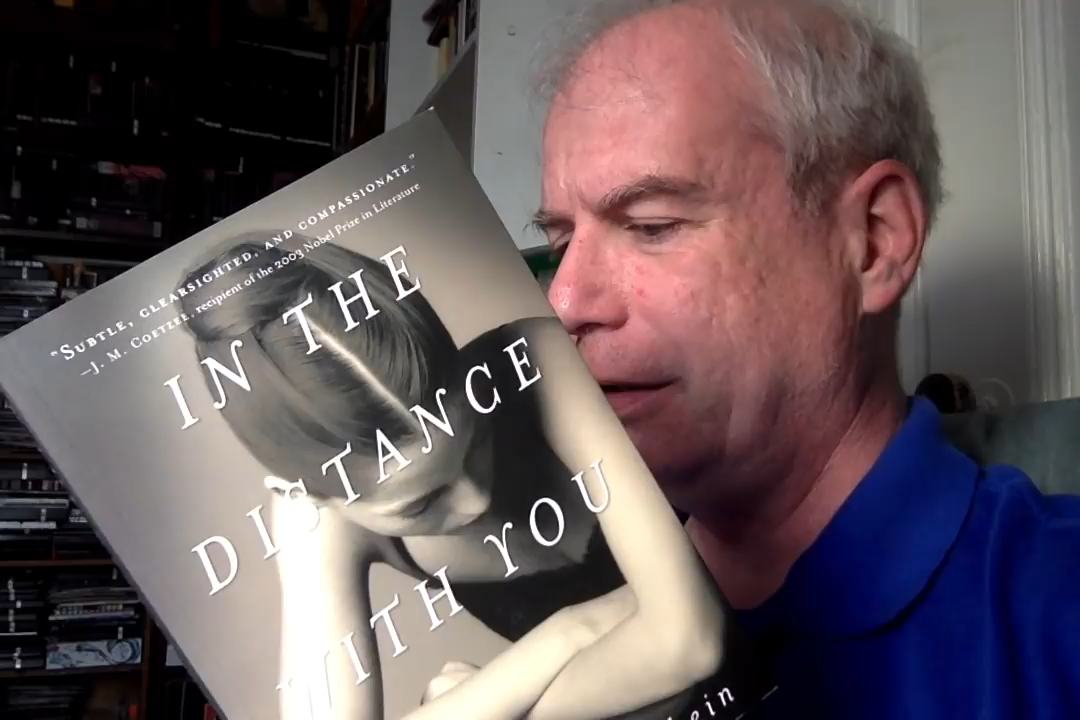 "SUBTLE, CLEARSIGHTED, AND COMPASSIONATE."
—J. M. COETZEE, recipient of the 2003 Nobel Prize in Literature
IN THE
DISTANCE
WITH YOU